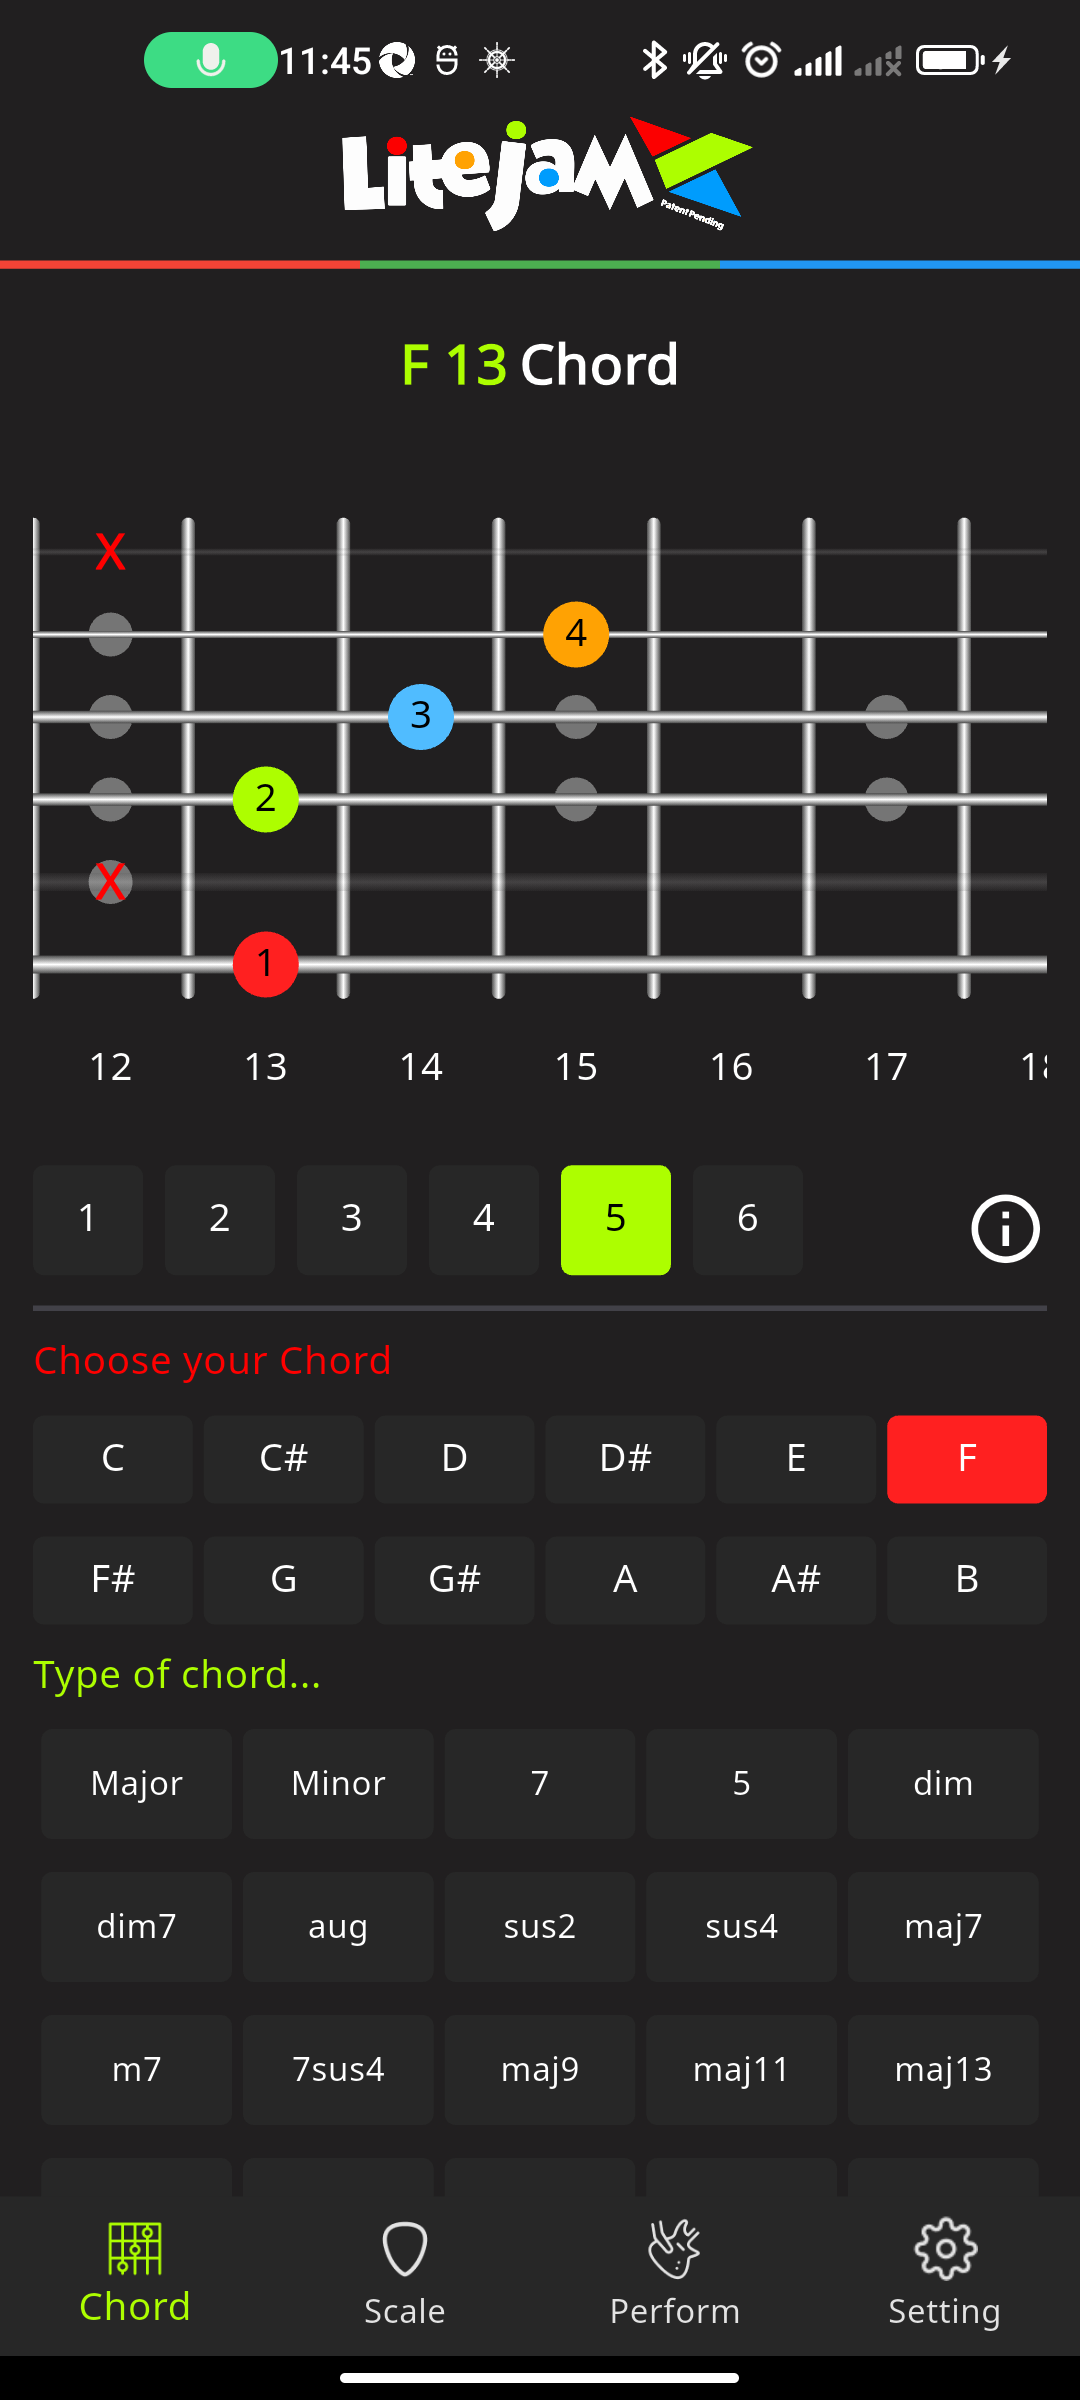 11:45
LiteJam
Patent Pending
F 13 Chord
X
4
3
2
X
1
12 13 14 15 16 17
1 2 3 4 5 6
Choose your Chord
C C# D D# E F
F# G G# A A# B
Type of chord...
Major Minor 7 5 dim
dim7 aug sus2 sus4 maj7
m7 7sus4 maj9 maj11 maj13
Chord Scale Perform Setting